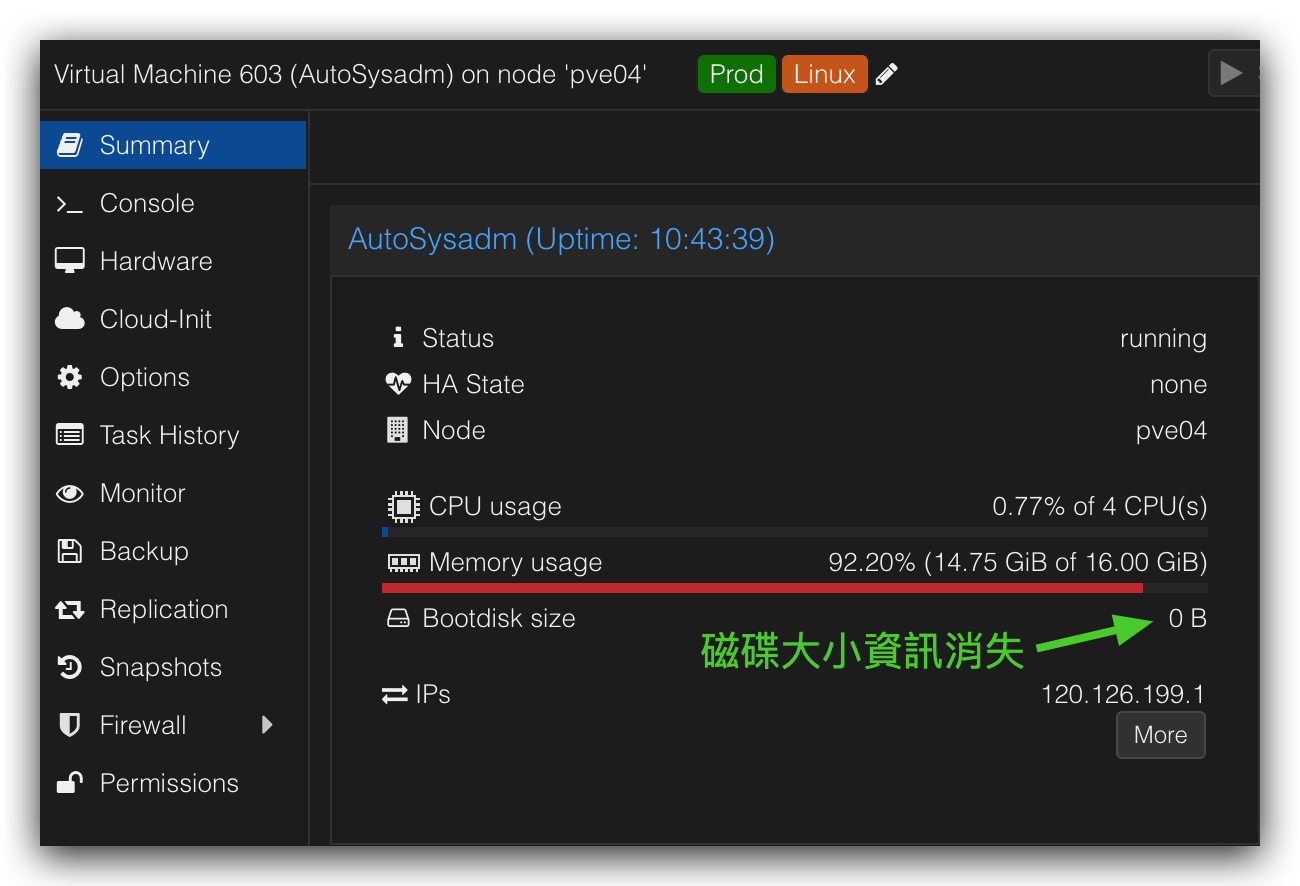 Virtual Machine 603 (AutoSysadm) on node 'pve04' Prod Linux
Summary
Console
Hardware
Cloud-Init
Options
Task History
Monitor
Backup
Replication
Snapshots
Firewall
Permissions
AutoSysadm (Uptime: 10:43:39)
Status running
HA State none
Node pve04
CPU usage 0.77% of 4 CPU(s)
Memory usage 92.20% (14.75 GiB of 16.00 GiB)
Bootdisk size 0 B
磁碟大小資訊消失
IPs 120.126.199.1
More